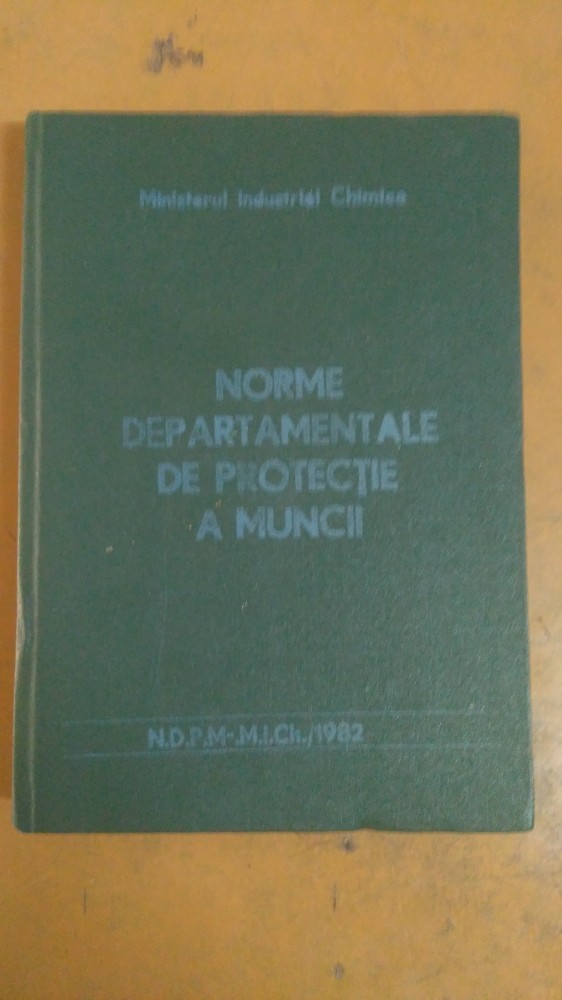 Ministerul Industriei Chimice
NORME
DEPARTAMENTALE
DE PROTECȚIE
A MUNCII
N.D.P.M-.M.I.Ch./1982